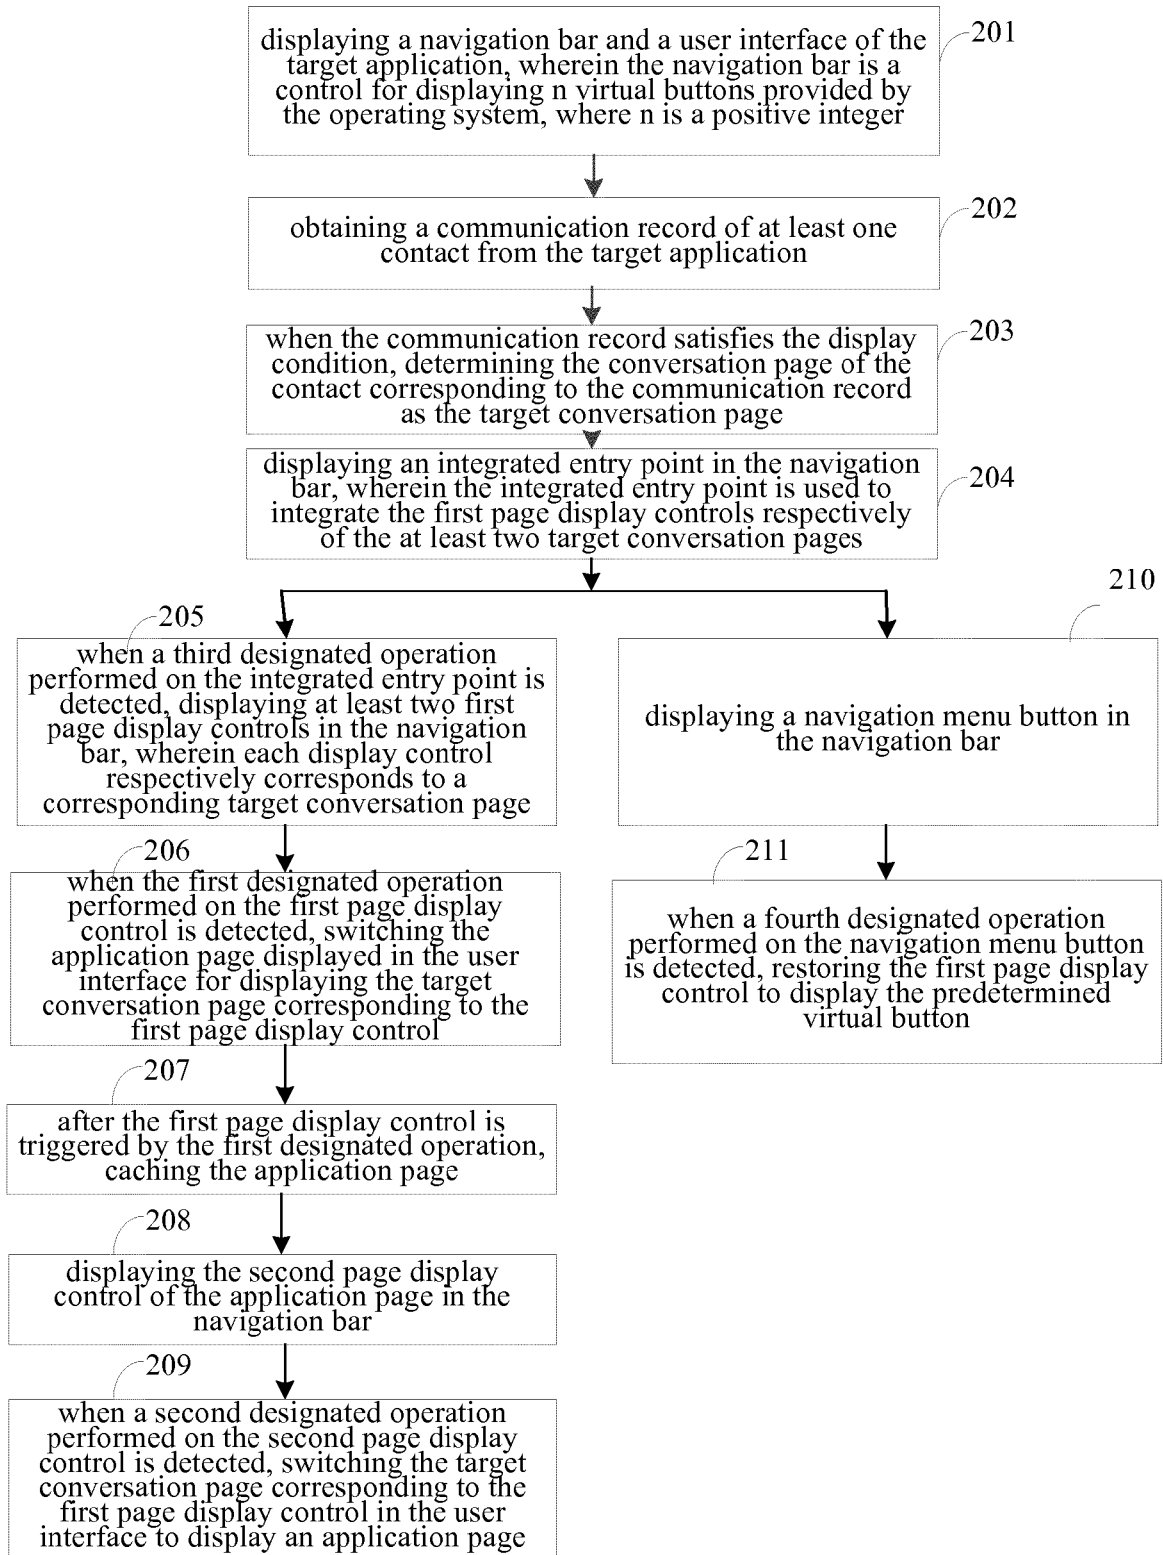 displaying a navigation bar and a user interface of the
target application, wherein the navigation bar is a
control for displaying n virtual buttons provided by
the operating system, where n is a positive integer
201
obtaining a communication record of at least one
contact from the target application
202
when the communication record satisfies the display
condition, determining the conversation page of the
contact corresponding to the communication record
as the target conversation page
203
displaying an integrated entry point in the navigation
bar, wherein the integrated entry point is used to
integrate the first page display controls respectively
of the at least two target conversation pages
204
205
when a third designated operation
performed on the integrated entry point is
detected, displaying at least two first
page display controls in the navigation
bar, wherein each display control
respectively corresponds to a
corresponding target conversation page
206
when the first designated operation
performed on the first page display
control is detected, switching the
application page displayed in the user
interface for displaying the target
conversation page corresponding to the
first page display control
207
after the first page display control is
triggered by the first designated operation,
caching the application page
208
displaying the second page display
control of the application page in the
navigation bar
209
when a second designated operation
performed on the second page display
control is detected, switching the target
conversation page corresponding to the
first page display control in the user
interface to display an application page
210
displaying a navigation menu button in
the navigation bar
211
when a fourth designated operation
performed on the navigation menu button
is detected, restoring the first page display
control to display the predetermined
virtual button